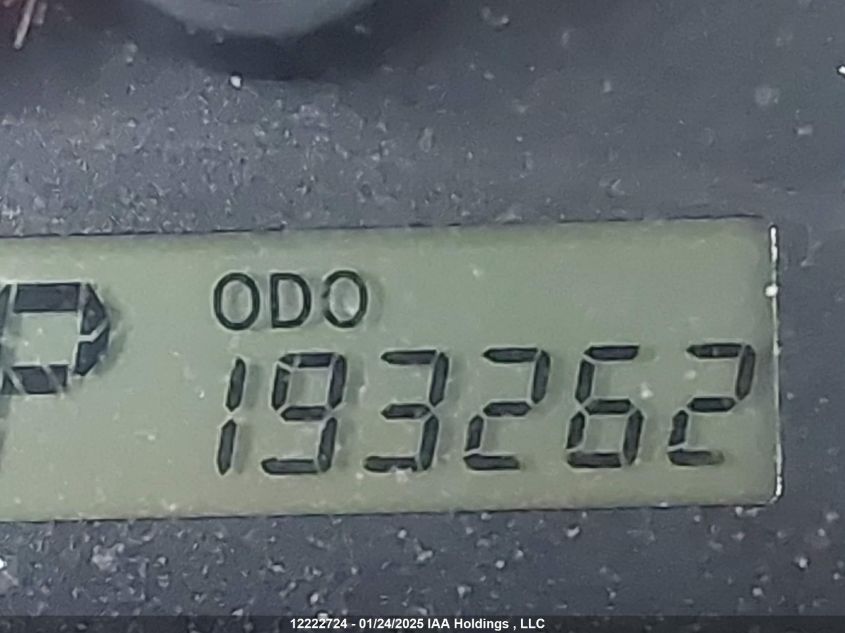 P
ODO
193262
12222724 - 01/24/2025 IAA Holdings , LLC